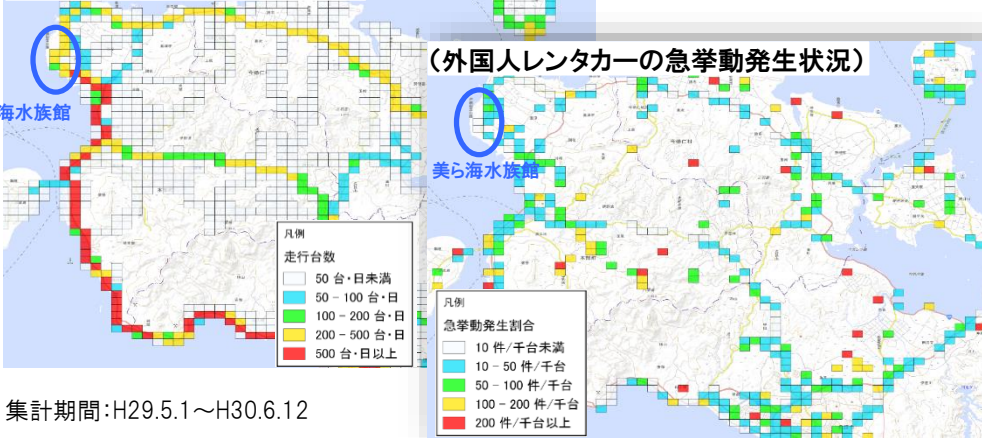 (外国人レンタカーの急挙動発生状況)
海水族館
美ら海水族館
凡例
走行台数
50 台・日未満
50 − 100 台・日
100 − 200 台・日
200 − 500 台・日
500 台・日以上
凡例
急挙動発生割合
10 件/千台未満
10 − 50 件/千台
50 − 100 件/千台
100 − 200 件/千台
200 件/千台以上
集計期間:H29.5.1～H30.6.12